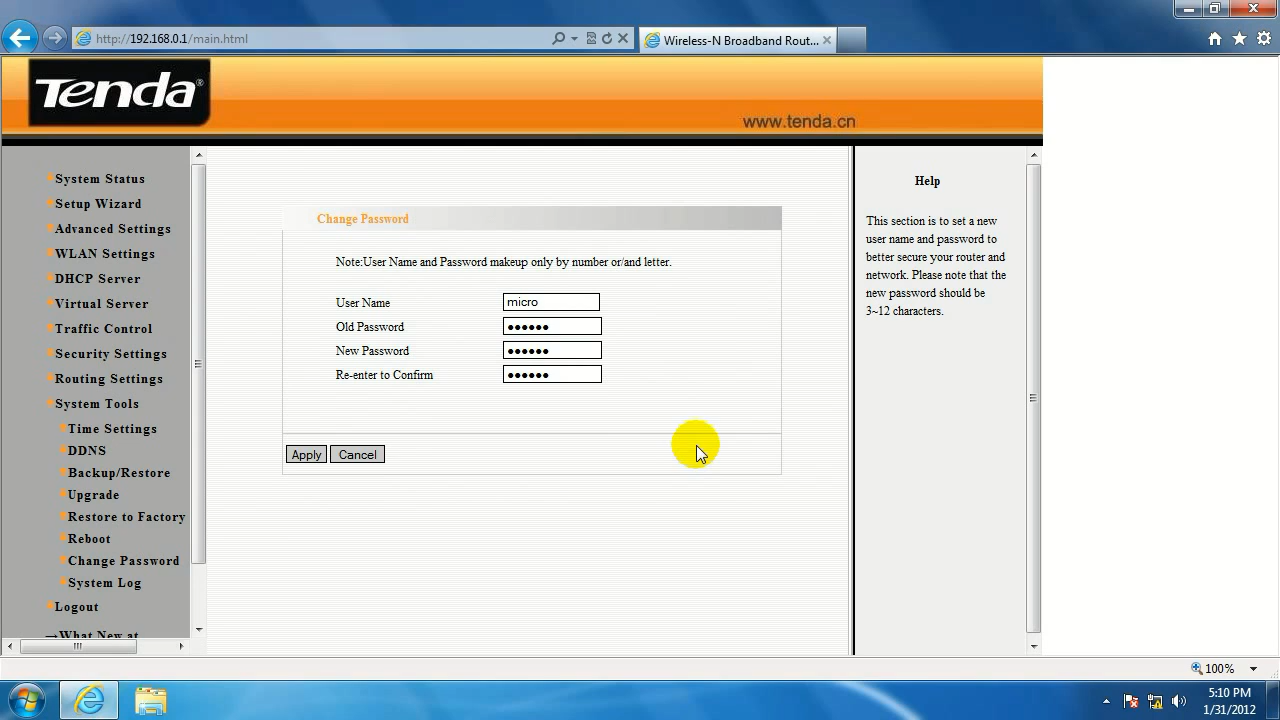 http://192.168.0.1/main.html
Wireless-N Broadband Rout...
Tenda®
www.tenda.cn
System Status
Setup Wizard
Advanced Settings
WLAN Settings
DHCP Server
Virtual Server
Traffic Control
Security Settings
Routing Settings
System Tools
Time Settings
DDNS
Backup/Restore
Upgrade
Restore to Factory
Reboot
Change Password
System Log
Logout
→What New at
Change Password
Note:User Name and Password makeup only by number or/and letter.
User Name micro
Old Password ●●●●●●
New Password ●●●●●●
Re-enter to Confirm ●●●●●●
Apply Cancel
Help
This section is to set a new
user name and password to
better secure your router and
network. Please note that the
new password should be
3~12 characters.
100%
5:10 PM
1/31/2012